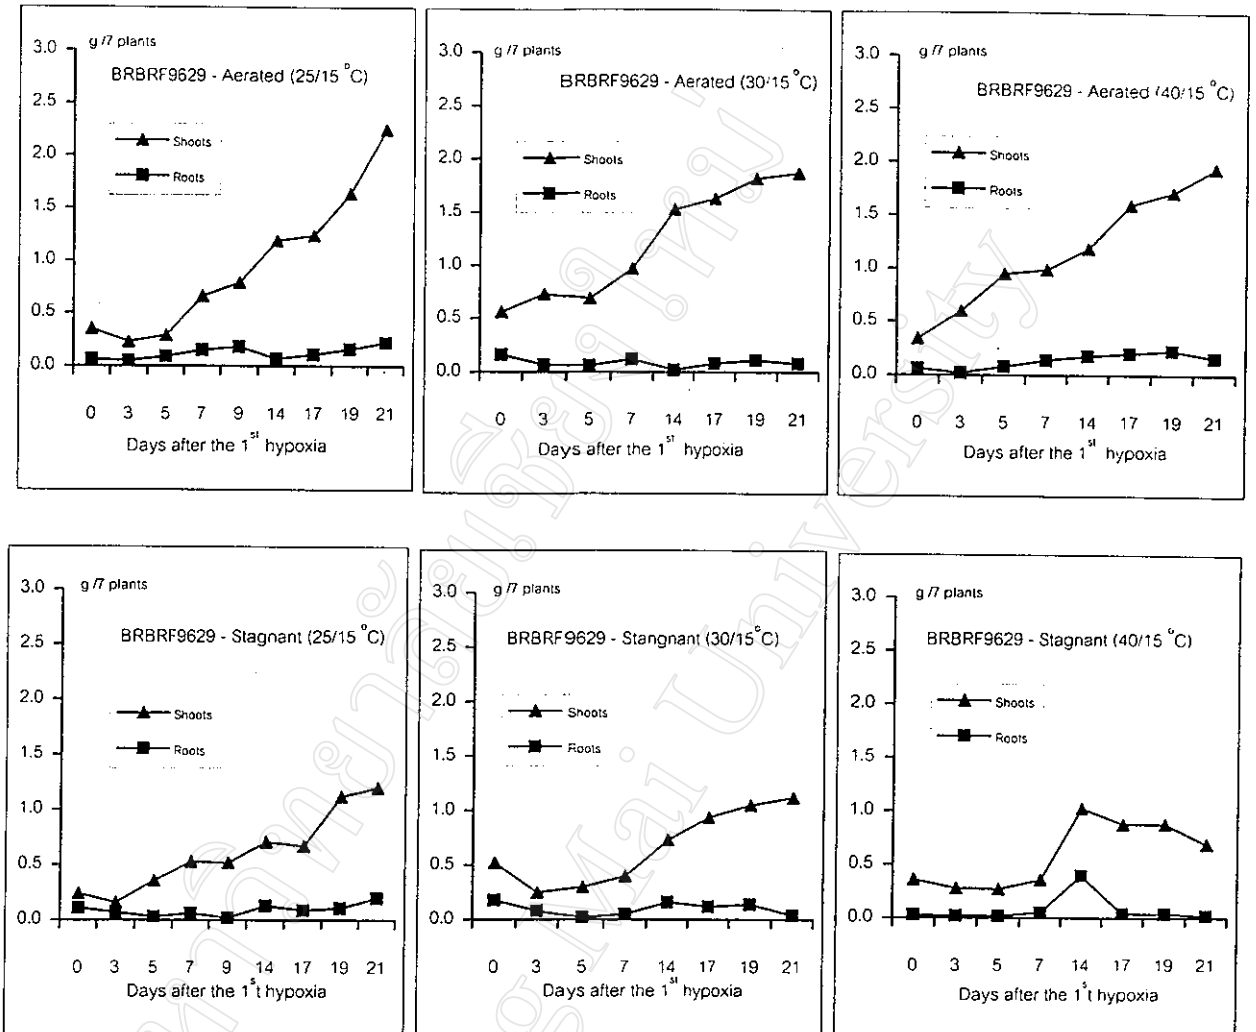 g /7 plants
3.0
BRBRF9629 - Aerated (25/15 °C)
2.5
Shoots
2.0
Roots
1.5
1.0
0.5
0.0
0 3 5 7 9 14 17 19 21
Days after the 1st hypoxia
g /7 plants
3.0
BRBRF9629 - Aerated (30/15 °C)
2.5
2.0
Shoots
Roots
1.5
1.0
0.5
0.0
0 3 5 7 14 17 19 21
Days after the 1st hypoxia
g /7 plants
3.0
BRBRF9629 - Aerated (40/15 °C)
2.5
2.0
Shoots
Roots
1.5
1.0
0.5
0.0
0 3 5 7 14 17 19 21
Days after the 1st hypoxia
g /7 plants
3.0
BRBRF9629 - Stagnant (25/15 °C)
2.5
2.0
Shoots
1.5
Roots
1.0
0.5
0.0
0 3 5 7 9 14 17 19 21
Days after the 1st hypoxia
g /7 plants
3.0
BRBRF9629 - Stangnant (30/15 °C)
2.5
2.0
Shoots
Roots
1.5
1.0
0.5
0.0
0 3 5 7 14 17 19 21
Days after the 1st hypoxia
g /7 plants
3.0
BRBRF9629 - Stagnant (40/15 °C)
2.5
2.0
Shoots
Roots
1.5
1.0
0.5
0.0
0 3 5 7 14 17 19 21
Days after the 1st hypoxia
Mai University